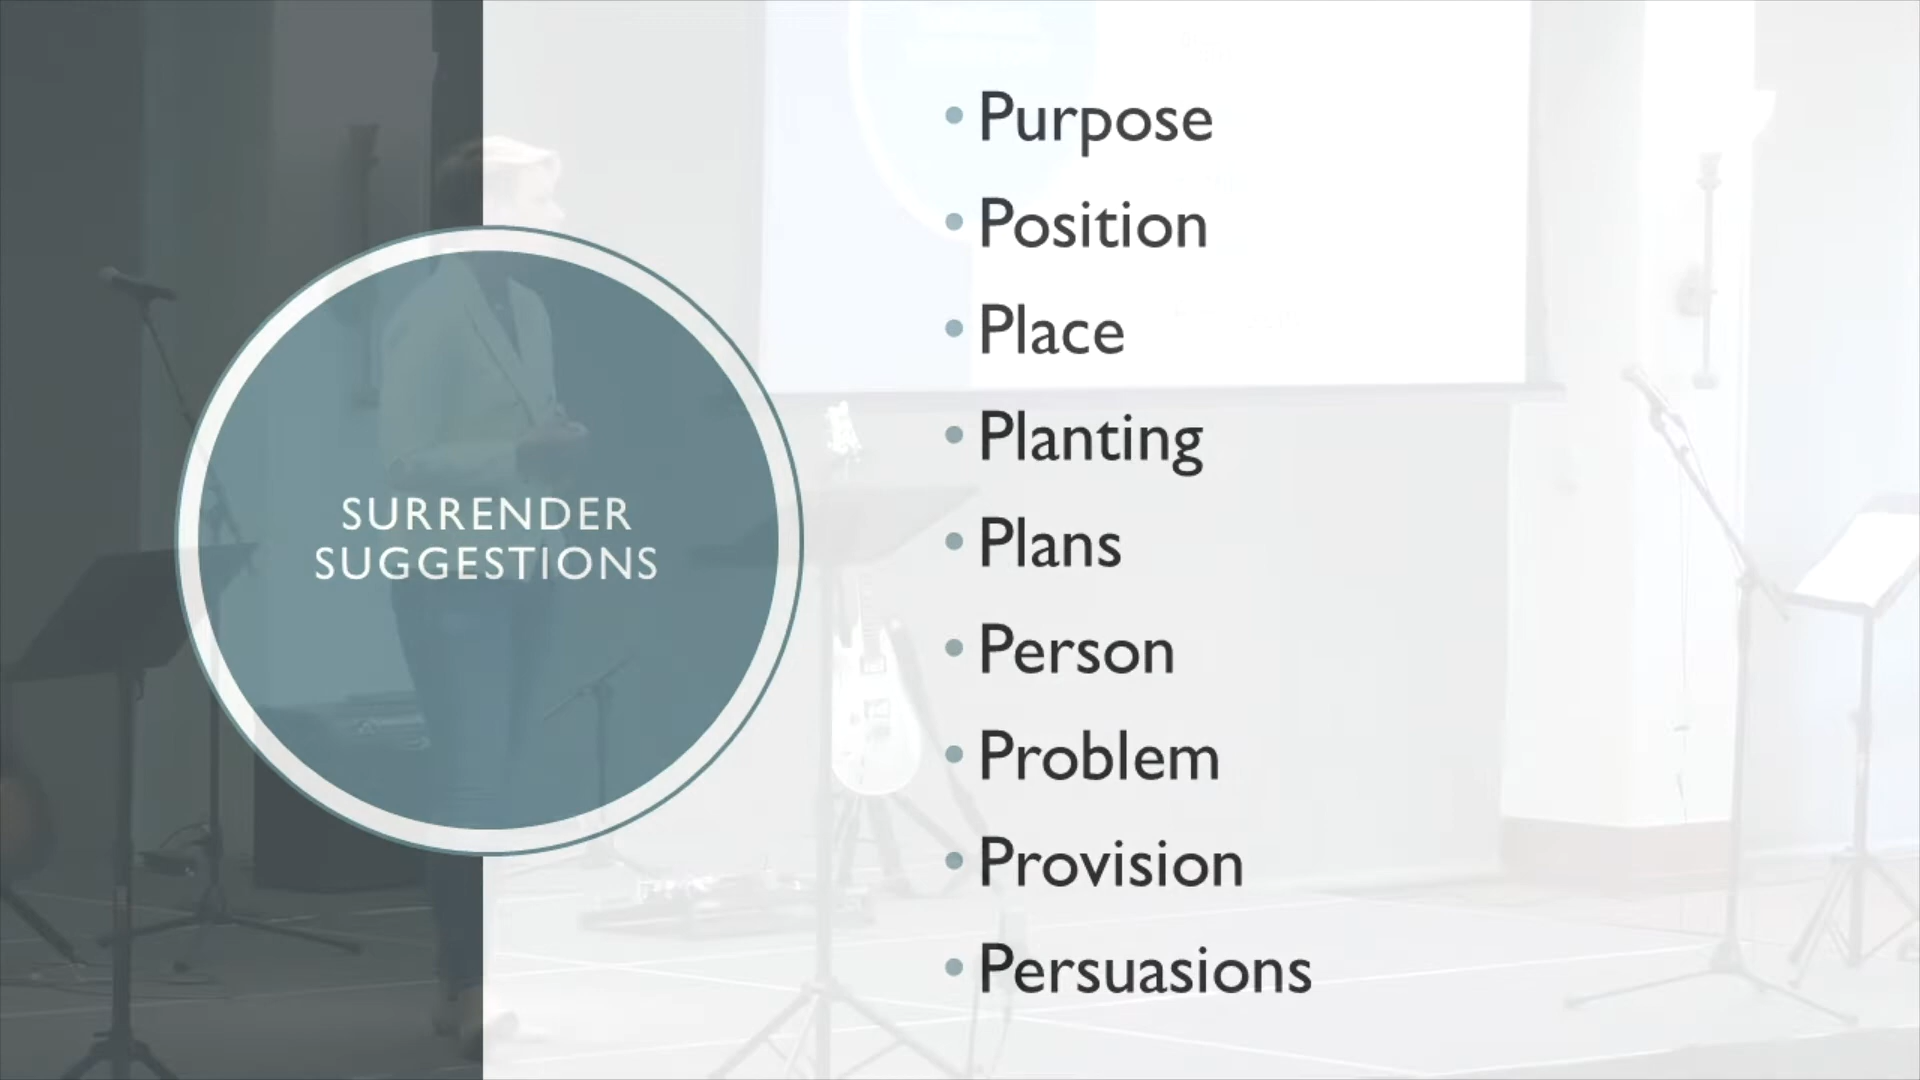 SURRENDER
SUGGESTIONS
• Purpose
• Position
• Place
• Planting
• Plans
• Person
• Problem
• Provision
• Persuasions